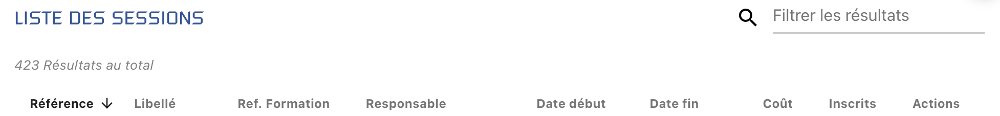 LISTE DES SESSIONS
Filtrer les résultats
423 Résultats au total
Référence Libellé Ref. Formation Responsable Date début Date fin Coût Inscrits Actions